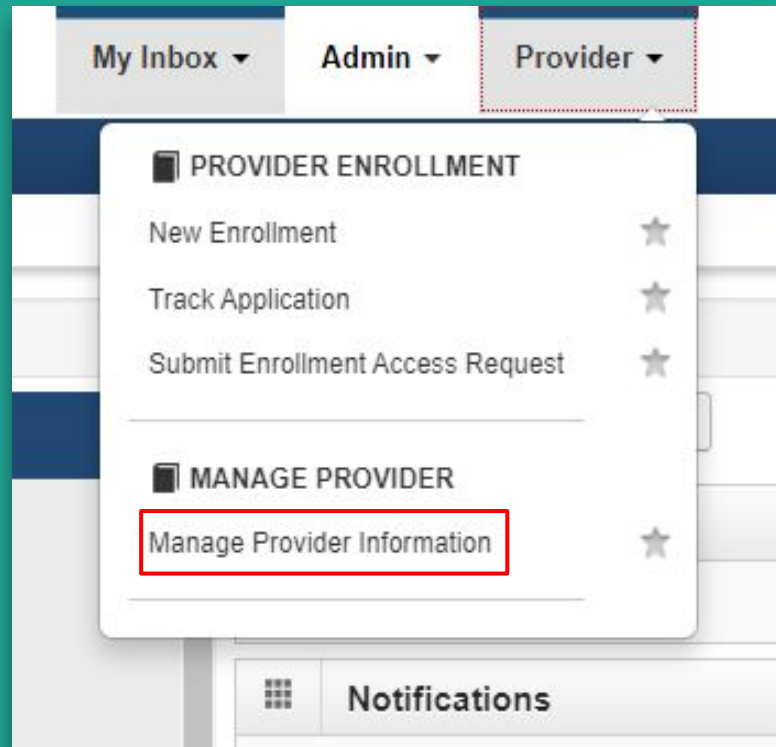 My Inbox Admin Provider
PROVIDER ENROLLMENT
New Enrollment
Track Application
Submit Enrollment Access Request
MANAGE PROVIDER
Manage Provider Information
Notifications